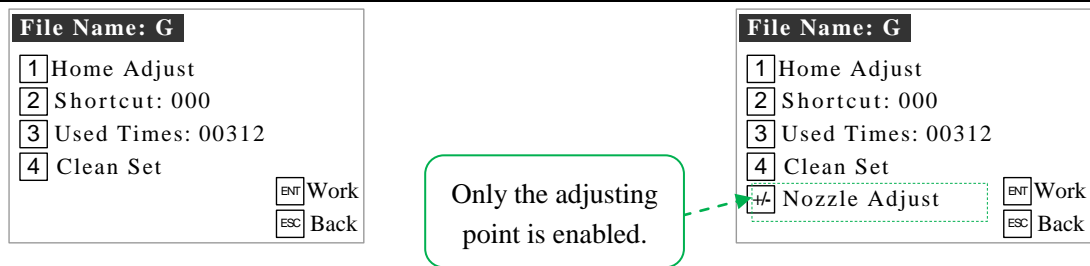 File Name: G
1 Home Adjust
2 Shortcut: 000
3 Used Times: 00312
4 Clean Set
ENT Work
ESC Back
Only the adjusting
point is enabled.
File Name: G
1 Home Adjust
2 Shortcut: 000
3 Used Times: 00312
4 Clean Set
+/- Nozzle Adjust
ENT Work
ESC Back